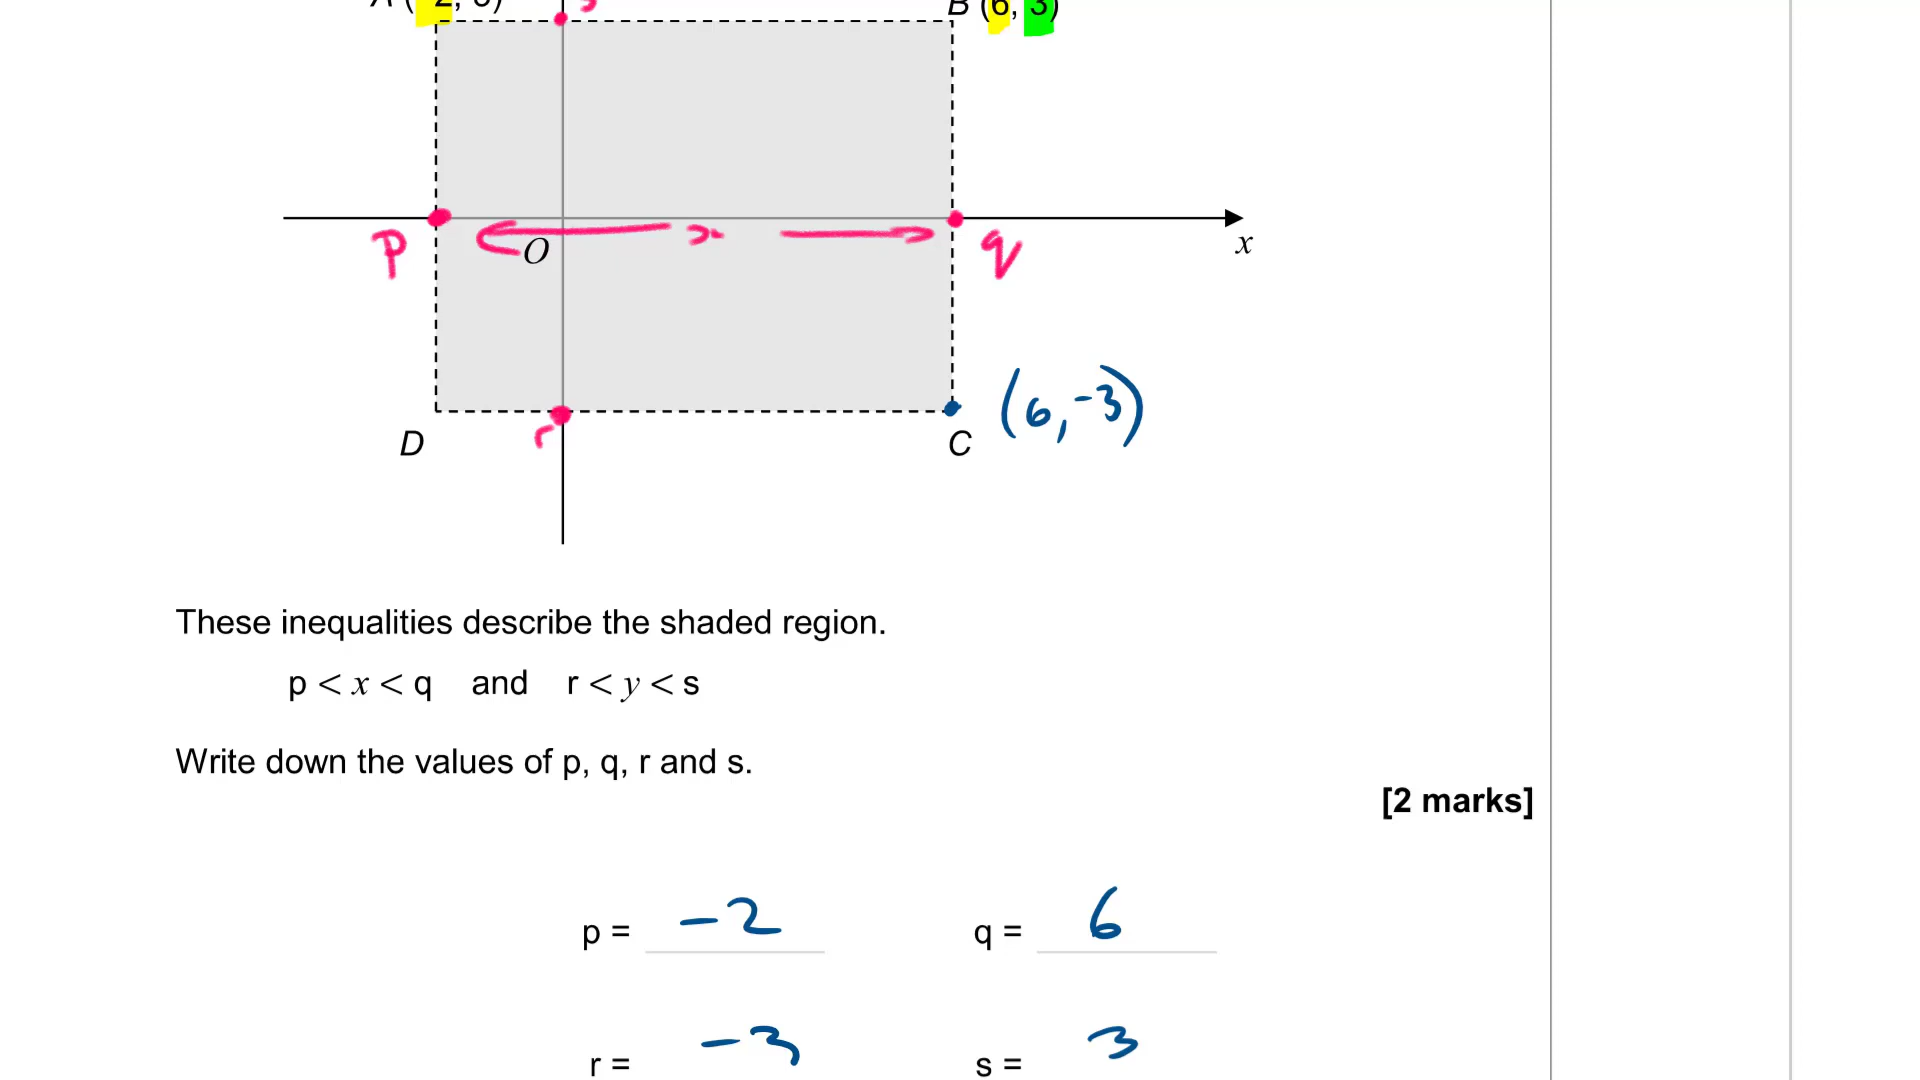 B (6, 3)
s
p
O
q
x
(6, -3)
r
D
C
These inequalities describe the shaded region.
p < x < q and r < y < s
Write down the values of p, q, r and s.
[2 marks]
p = -2 q = 6
r = -3 s = 3